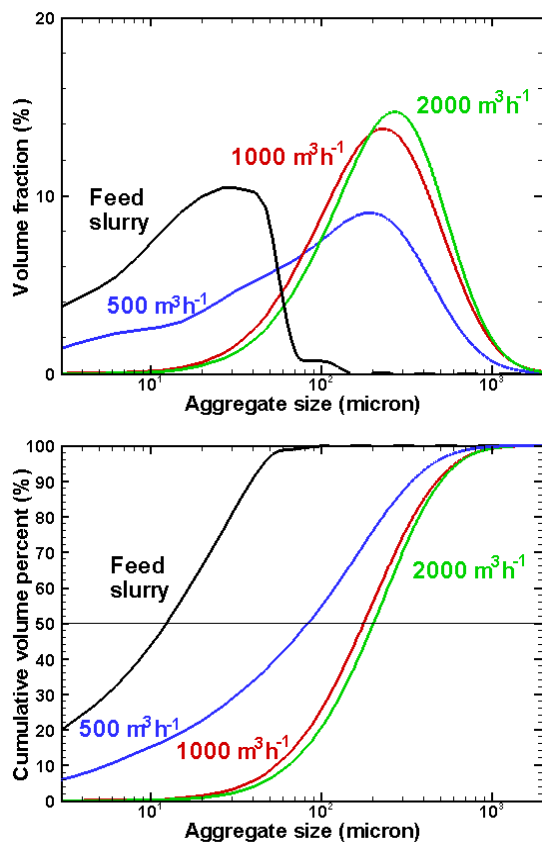 20
10
0
Volume fraction (%)
2000 m³h⁻¹
1000 m³h⁻¹
Feed
slurry
500 m³h⁻¹
10¹
10²
10³
Aggregate size (micron)
100
90
80
70
60
50
40
30
20
10
0
Cumulative volume percent (%)
Feed
slurry
2000 m³h⁻¹
500 m³h⁻¹
1000 m³h⁻¹
10¹
10²
10³
Aggregate size (micron)